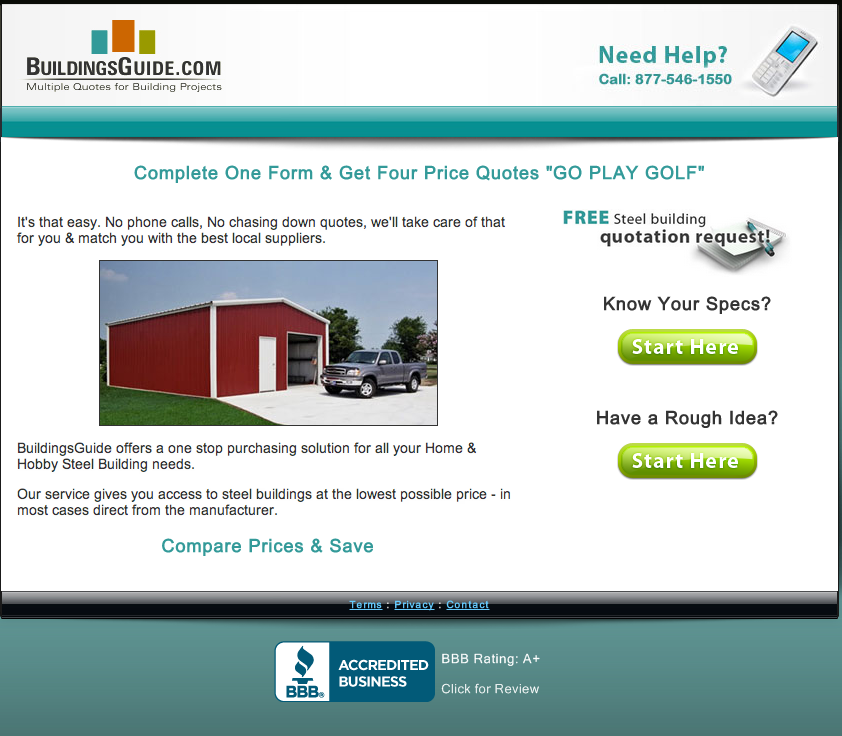 BUILDINGSGUIDE.COM
Multiple Quotes for Building Projects
Need Help?
Call: 877-546-1550
Complete One Form & Get Four Price Quotes "GO PLAY GOLF"
It's that easy. No phone calls, No chasing down quotes, we'll take care of that
for you & match you with the best local suppliers.
BuildingsGuide offers a one stop purchasing solution for all your Home &
Hobby Steel Building needs.
Our service gives you access to steel buildings at the lowest possible price - in
most cases direct from the manufacturer.
Compare Prices & Save
FREE Steel building
quotation request!
Know Your Specs?
Start Here
Have a Rough Idea?
Start Here
Terms : Privacy : Contact
BBB®
ACCREDITED
BUSINESS
BBB Rating: A+
Click for Review